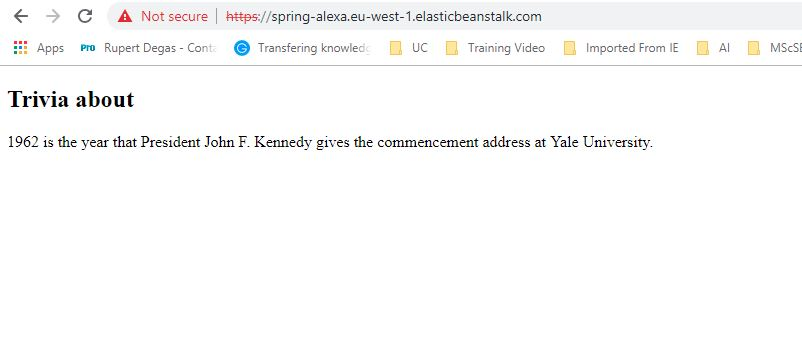 Not secure | https://spring-alexa.eu-west-1.elasticbeanstalk.com
Apps Pro Rupert Degas - Conta Transfering knowledg UC Training Video Imported From IE AI MScSE
Trivia about
1962 is the year that President John F. Kennedy gives the commencement address at Yale University.